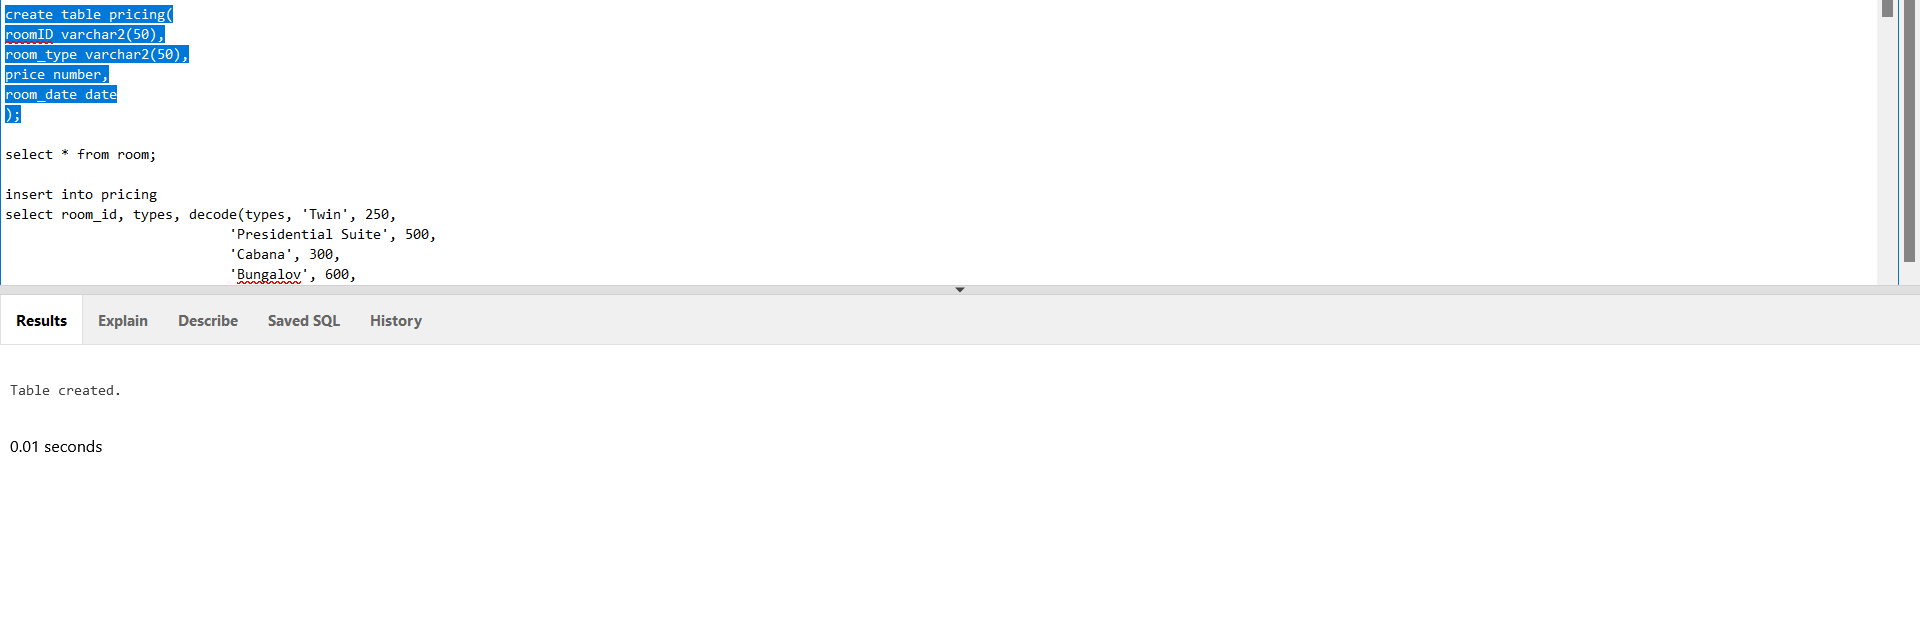 create table pricing(
roomID varchar2(50),
room_type varchar2(50),
price number,
room_date date
);
select * from room;
insert into pricing
select room_id, types, decode(types, 'Twin', 250,
'Presidential Suite', 500,
'Cabana', 300,
'Bungalov', 600,
Results Explain Describe Saved SQL History
Table created.
0.01 seconds